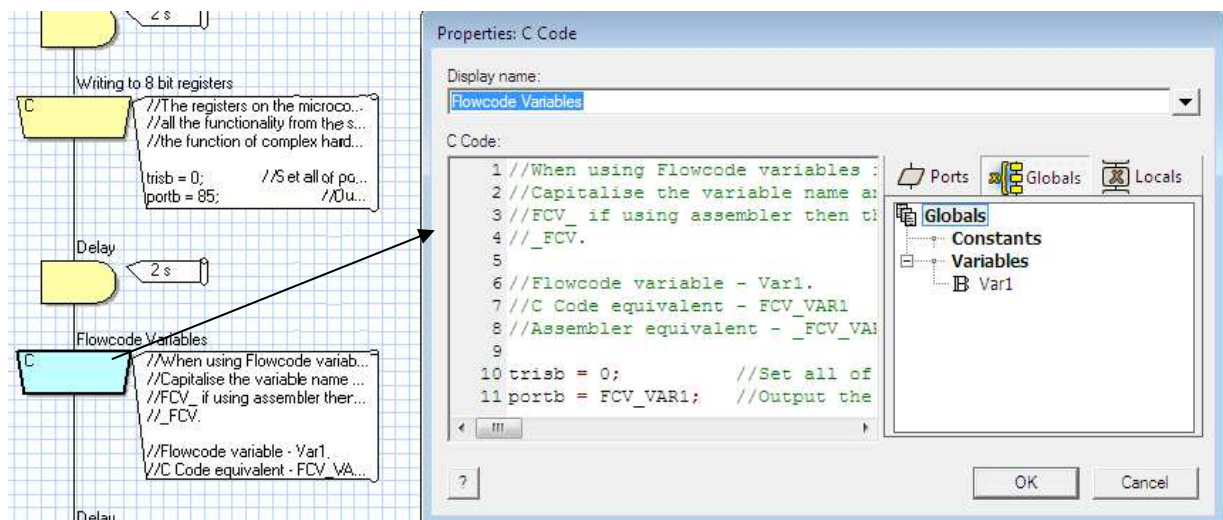 2 s
Writing to 8 bit registers
C
//The registers on the microco...
//all the functionality from the s...
//the function of complex hard...
trisb = 0; //Set all of po...
portb = 85; //Ou...
Delay
2 s
Flowcode Variables
C
//When using Flowcode variab...
//Capitalise the variable name ...
//FCV_ if using assembler ther...
//_FCV.
//Flowcode variable - Var1.
//C Code equivalent - FCV_VA...
Delay
Properties: C Code
Display name:
Flowcode Variables
C Code:
1 //When using Flowcode variables
2 //Capitalise the variable name
3 //FCV_ if using assembler then
4 //_FCV.
5
6 //Flowcode variable - Var1.
7 //C Code equivalent - FCV_VAR1
8 //Assembler equivalent -
9
10 trisb = 0; //Set all of
11 portb = FCV_VAR1; //Output the
Ports Globals Locals
Globals
Constants
Variables
B Var1
?
OK Cancel